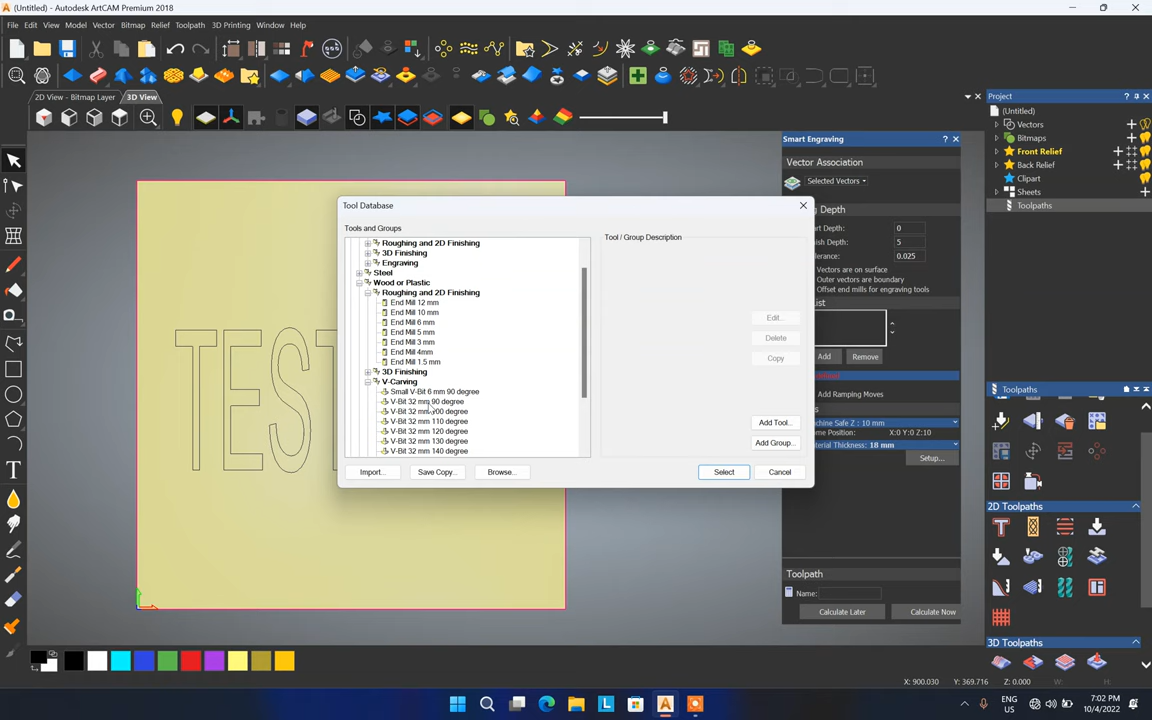 (Untitled) - Autodesk ArtCAM Premium 2018
File Edit View Model Vector Bitmap Relief Toolpath 3D Printing Window Help
2D View - Bitmap Layer
3D View
TEST
Tool Database
Tools and Groups
Roughing and 2D Finishing
3D Finishing
Engraving
Steel
Wood or Plastic
Roughing and 2D Finishing
End Mill 12 mm
End Mill 10 mm
End Mill 6 mm
End Mill 5 mm
End Mill 3 mm
End Mill 4mm
End Mill 1.5 mm
3D Finishing
V-Carving
Small V-Bit 6 mm 90 degree
V-Bit 32 mm 90 degree
V-Bit 32 mm 100 degree
V-Bit 32 mm 110 degree
V-Bit 32 mm 120 degree
V-Bit 32 mm 130 degree
V-Bit 32 mm 140 degree
Tool / Group Description
Edit...
Delete
Copy
Add Tool...
Add Group...
Import...
Save Copy...
Browse...
Select
Cancel
Smart Engraving
Vector Association
Selected Vectors
Depth
Depth:
0
Depth:
5
0.025
Vectors are on surface
Outer vectors are boundary
Offset end mills for engraving tools
Add
Remove
Add Ramping Moves
Safe Z : 10 mm
Position: X:0 Y:0 Z:10
Thickness: 18 mm
Setup...
Toolpath
Name:
Calculate Later
Calculate Now
Project
(Untitled)
Vectors
Bitmaps
Front Relief
Back Relief
Clipart
Sheets
Toolpaths
Toolpaths
2D Toolpaths
3D Toolpaths
X: 900.030
Y: 369.716
Z: 0.000
W:
H:
ENG
US
7:02 PM
10/4/2022